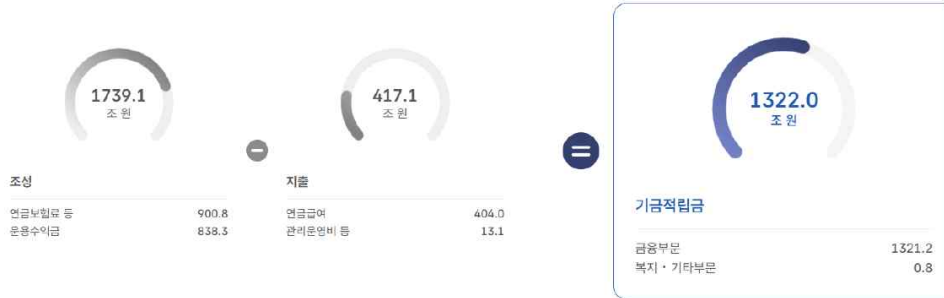 1739.1
조 원
조성
연금보험료 등 900.8
운용수익금 838.3
417.1
조 원
지출
연금급여 404.0
관리운영비 등 13.1
1322.0
조 원
기금적립금
금융부문 1321.2
복지・기타부문 0.8